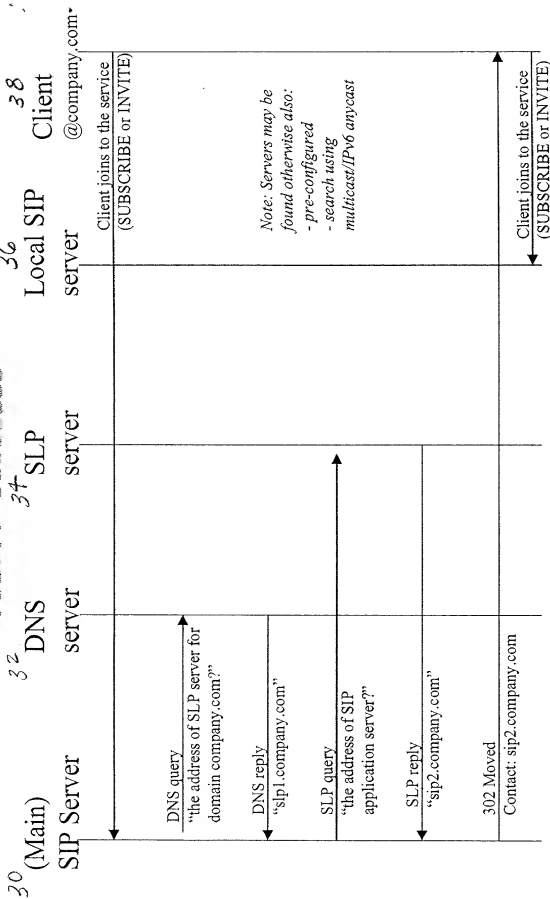 30 (Main)
SIP Server
32 DNS
server
34 SLP
server
36
Local SIP
server
38
Client
@company.com
Client joins to the service
(SUBSCRIBE or INVITE)
DNS query
"the address of SLP server for
domain company.com?"
DNS reply
"slp1.company.com"
SLP query
"the address of SIP
application server?"
SLP reply
"sip2.company.com"
Note: Servers may be
found otherwise also:
- pre-configured
- search using
multicast/IPv6 anycast
302 Moved
Contact: sip2.company.com
Client joins to the service
(SUBSCRIBE or INVITE)